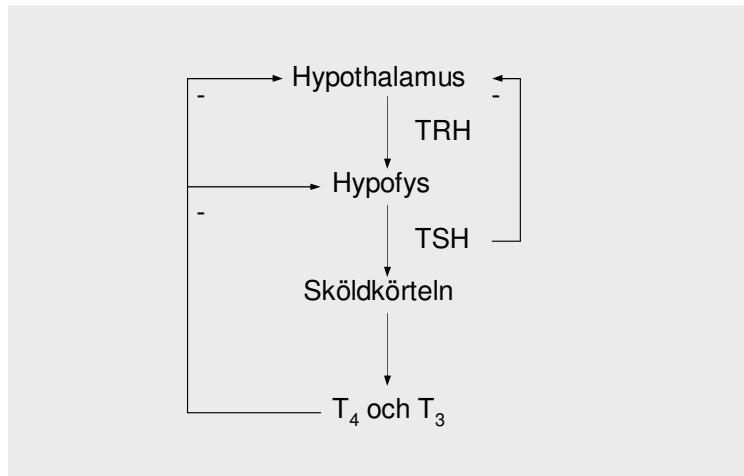 Hypothalamus
-
-
TRH
Hypofys
-
TSH
Sköldkörteln
T₄ och T₃